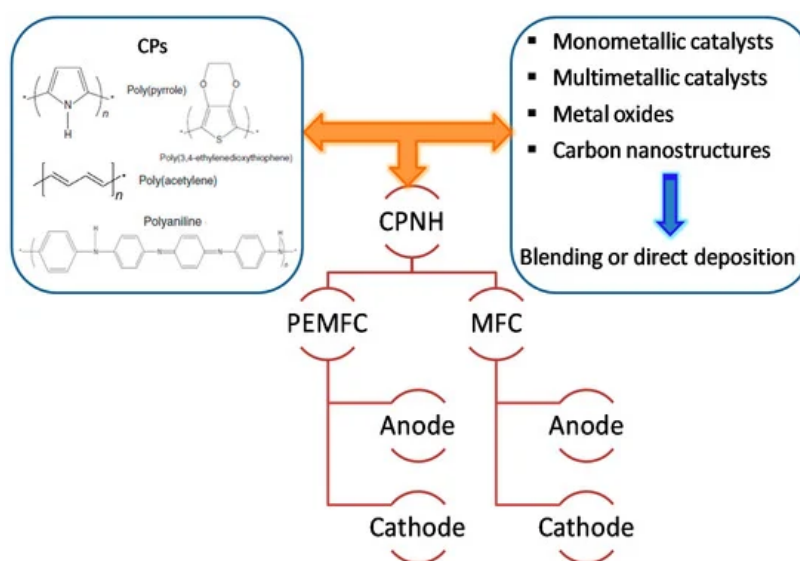 CPs
N
H
n
Poly(pyrrole)
O
O
S
n
Poly(3,4-ethylenedioxythiophene)
n
Poly(acetylene)
Polyaniline
H
N
N
N
H
N
n
▪ Monometallic catalysts
▪ Multimetallic catalysts
▪ Metal oxides
▪ Carbon nanostructures
Blending or direct deposition
CPNH
PEMFC
MFC
Anode
Anode
Cathode
Cathode